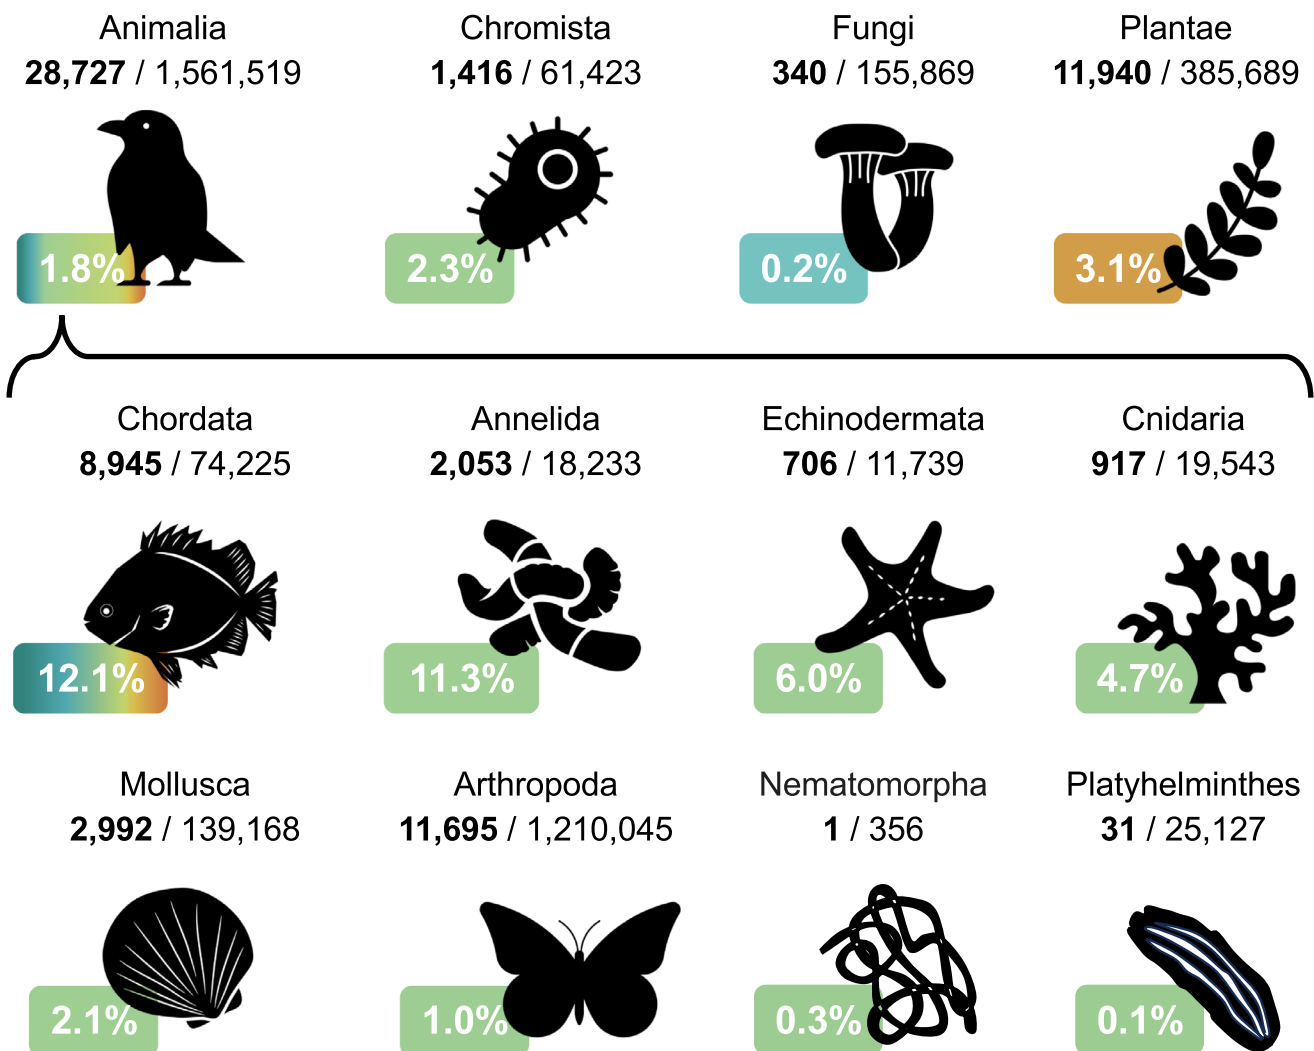 Animalia
28,727 / 1,561,519
1.8%
Chromista
1,416 / 61,423
2.3%
Fungi
340 / 155,869
0.2%
Plantae
11,940 / 385,689
3.1%
Chordata
8,945 / 74,225
12.1%
Annelida
2,053 / 18,233
11.3%
Echinodermata
706 / 11,739
6.0%
Cnidaria
917 / 19,543
4.7%
Mollusca
2,992 / 139,168
2.1%
Arthropoda
11,695 / 1,210,045
1.0%
Nematomorpha
1 / 356
0.3%
Platyhelminthes
31 / 25,127
0.1%